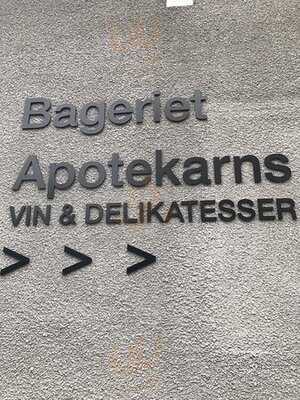 Bageriet
Apotekarns
VIN & DELIKATESSER
> > >